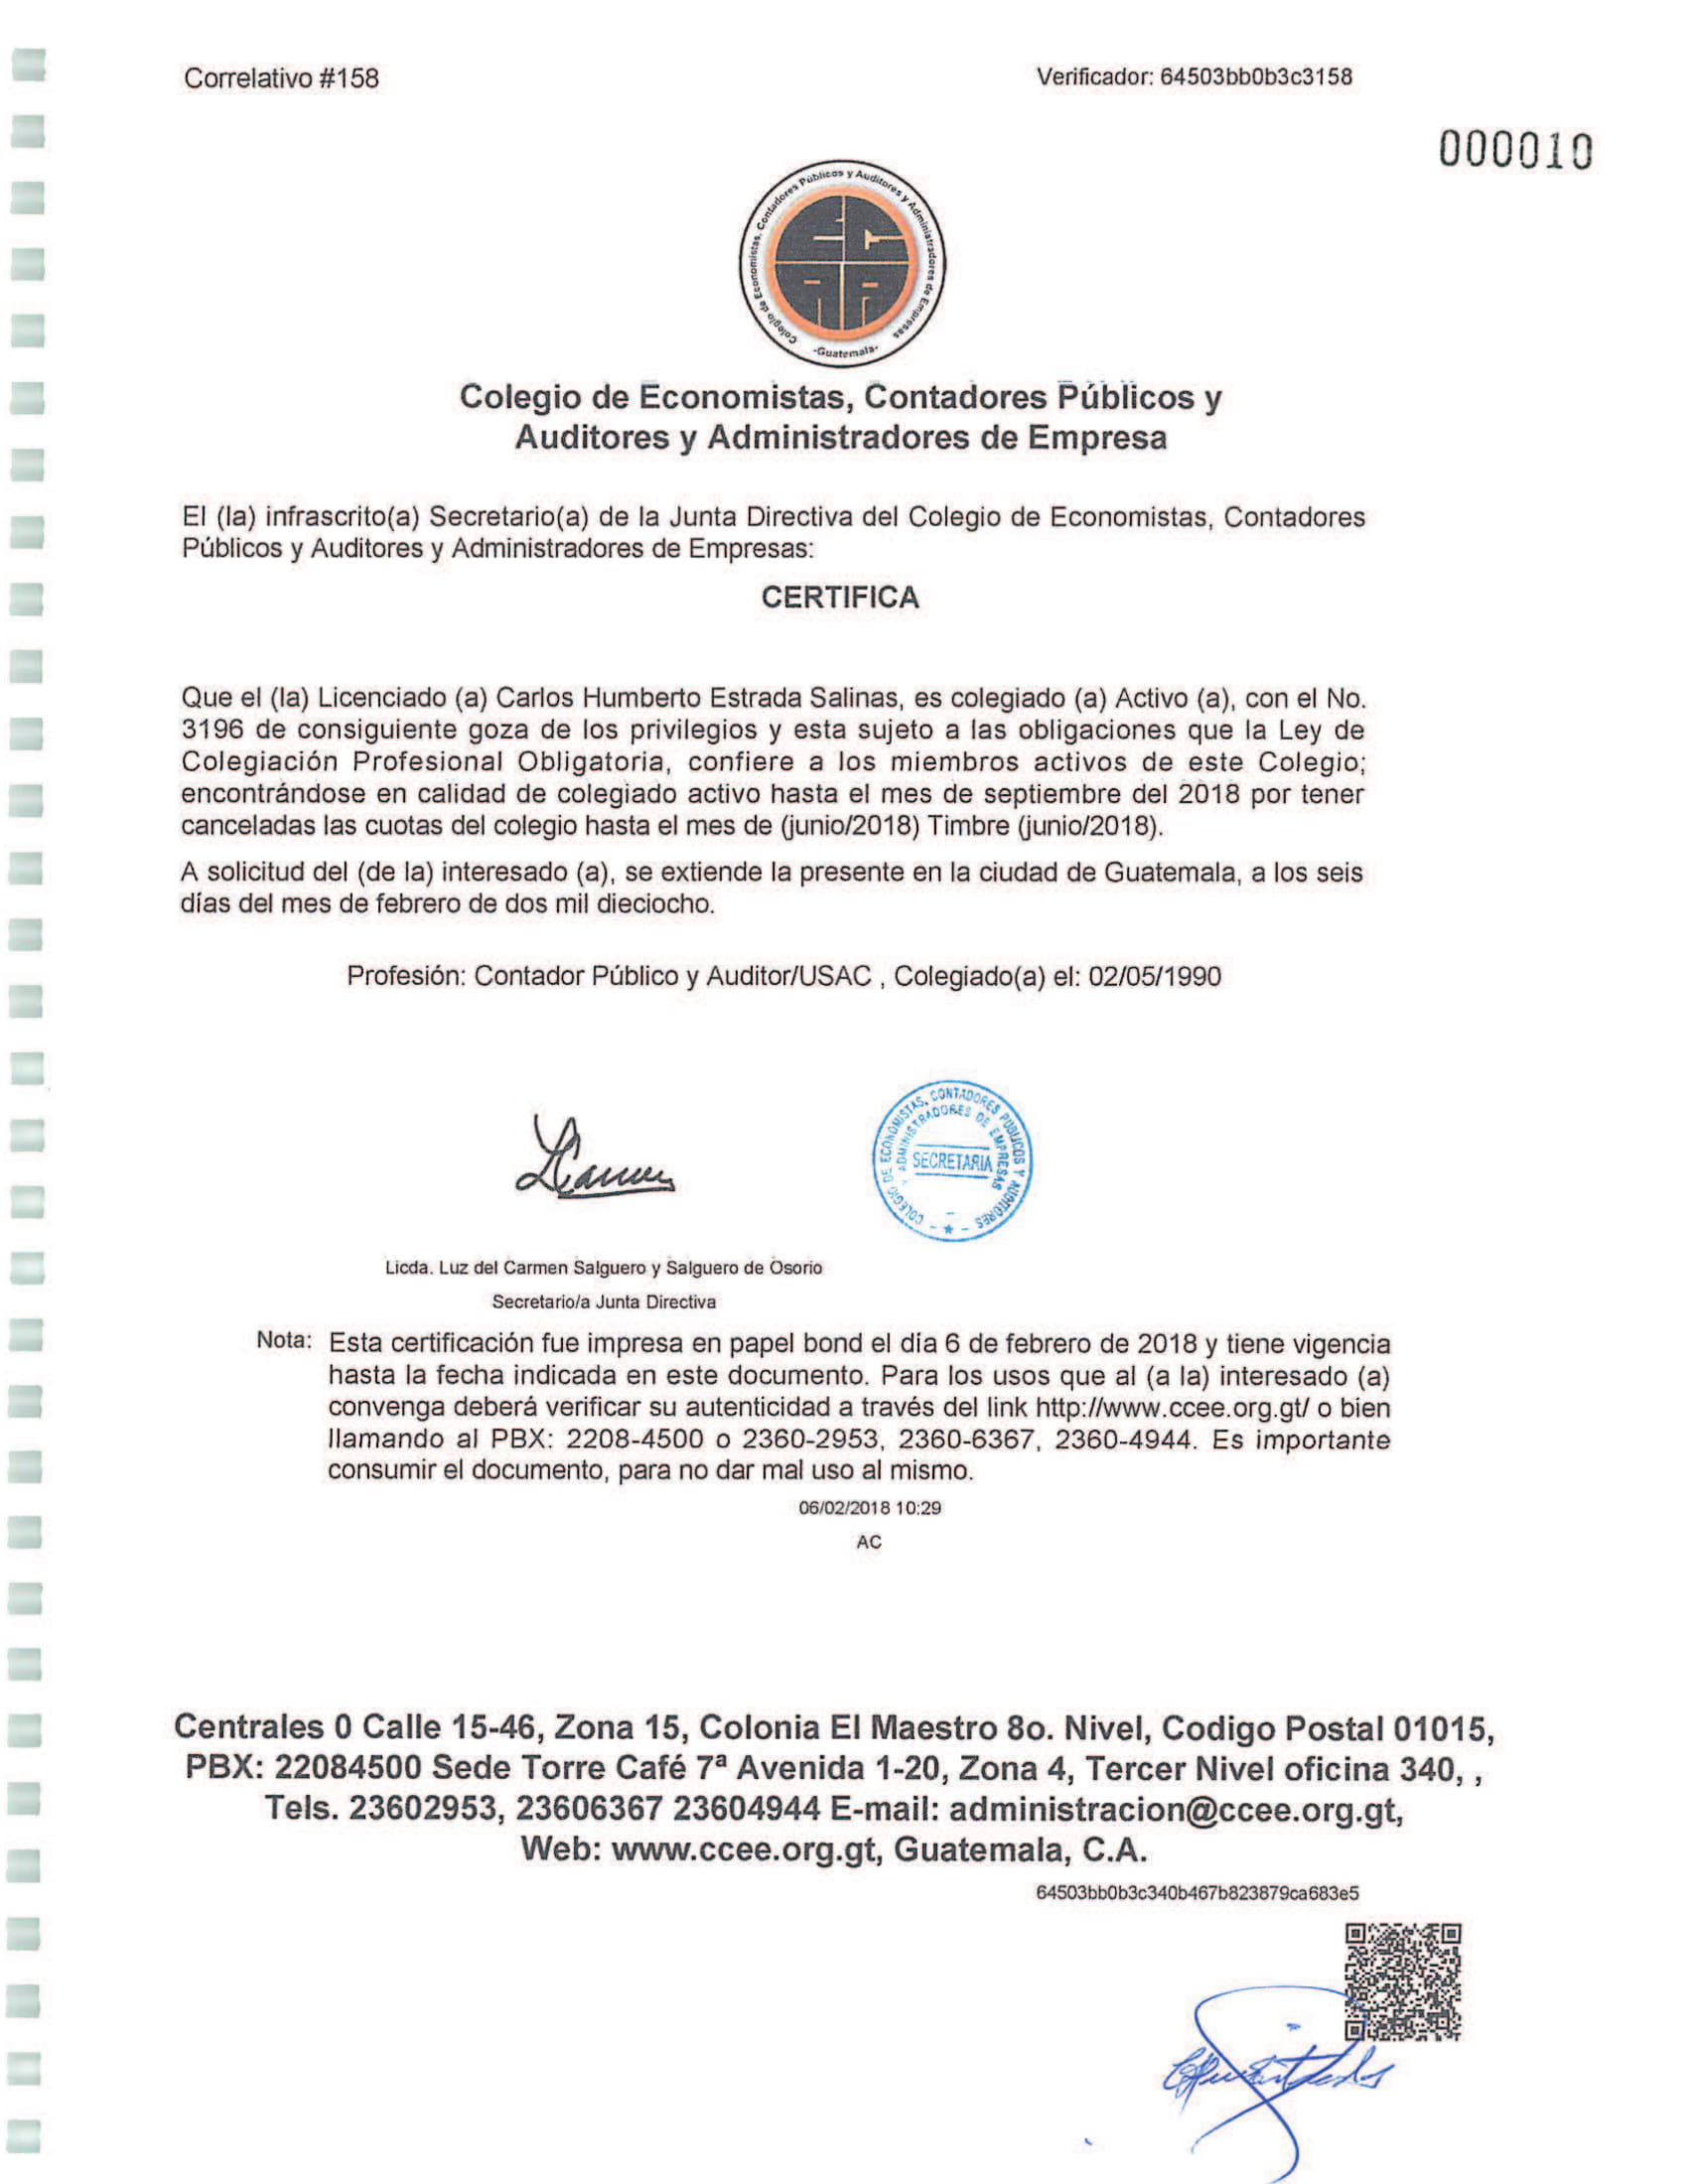 Correlativo #158
Verificador: 64503bb0b3c3158
000010
Colegio de Economistas, Contadores Públicos y Auditores y Administradores de Empresas
-Guatemala-
Colegio de Economistas, Contadores Públicos y
Auditores y Administradores de Empresa
El (la) infrascrito(a) Secretario(a) de la Junta Directiva del Colegio de Economistas, Contadores
Públicos y Auditores y Administradores de Empresas:
CERTIFICA
Que el (la) Licenciado (a) Carlos Humberto Estrada Salinas, es colegiado (a) Activo (a), con el No.
3196 de consiguiente goza de los privilegios y esta sujeto a las obligaciones que la Ley de
Colegiación Profesional Obligatoria, confiere a los miembros activos de este Colegio;
encontrándose en calidad de colegiado activo hasta el mes de septiembre del 2018 por tener
canceladas las cuotas del colegio hasta el mes de (junio/2018) Timbre (junio/2018).
A solicitud del (de la) interesado (a), se extiende la presente en la ciudad de Guatemala, a los seis
días del mes de febrero de dos mil dieciocho.
Profesión: Contador Público y Auditor/USAC , Colegiado(a) el: 02/05/1990
COLEGIO DE ECONOMISTAS, CONTADORES PUBLICOS Y AUDITORES
Y ADMINISTRADORES DE EMPRESAS
SECRETARIA
Licda. Luz del Carmen Salguero y Salguero de Osorio
Secretario/a Junta Directiva
Nota: Esta certificación fue impresa en papel bond el día 6 de febrero de 2018 y tiene vigencia
hasta la fecha indicada en este documento. Para los usos que al (a la) interesado (a)
convenga deberá verificar su autenticidad a través del link http://www.ccee.org.gt/ o bien
llamando al PBX: 2208-4500 o 2360-2953, 2360-6367, 2360-4944. Es importante
consumir el documento, para no dar mal uso al mismo.
06/02/2018 10:29
AC
Centrales 0 Calle 15-46, Zona 15, Colonia El Maestro 8o. Nivel, Codigo Postal 01015,
PBX: 22084500 Sede Torre Café 7ª Avenida 1-20, Zona 4, Tercer Nivel oficina 340, ,
Tels. 23602953, 23606367 23604944 E-mail: administracion@ccee.org.gt,
Web: www.ccee.org.gt, Guatemala, C.A.
64503bb0b3c340b467b823879ca683e5